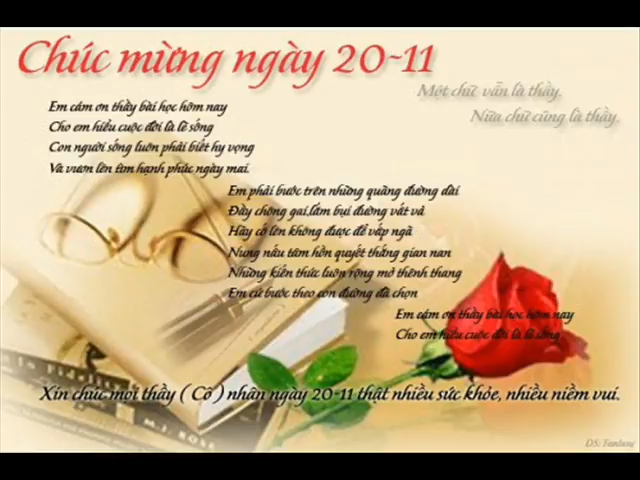 Chúc mừng ngày 20-11
Một chữ vẫn là thầy.
Nữa chữ cũng là thầy.
Em cám ơn thầy bài học hôm nay
Cho em hiểu cuộc đời là lẽ sống
Con người sống luôn phải biết hy vọng
Và vươn lên tìm hạnh phúc ngày mai.
Em phải bước trên những quãng đường dài
Đầy chông gai,lấm bụi đường vất vả
Hãy cố lên không được để vấp ngã
Nung nấu tâm hồn quyết thắng gian nan
Những kiến thức luôn rộng mở thênh thang
Em cứ bước theo con đường đã chọn
Em cám ơn thầy bài học hôm nay
Cho em hiểu cuộc đời là lẽ sống
Xin chúc mọi thầy ( Cô ) nhân ngày 20-11 thật nhiều sức khỏe, nhiều niềm vui.
M.J. ROSE
DS: Fantasy